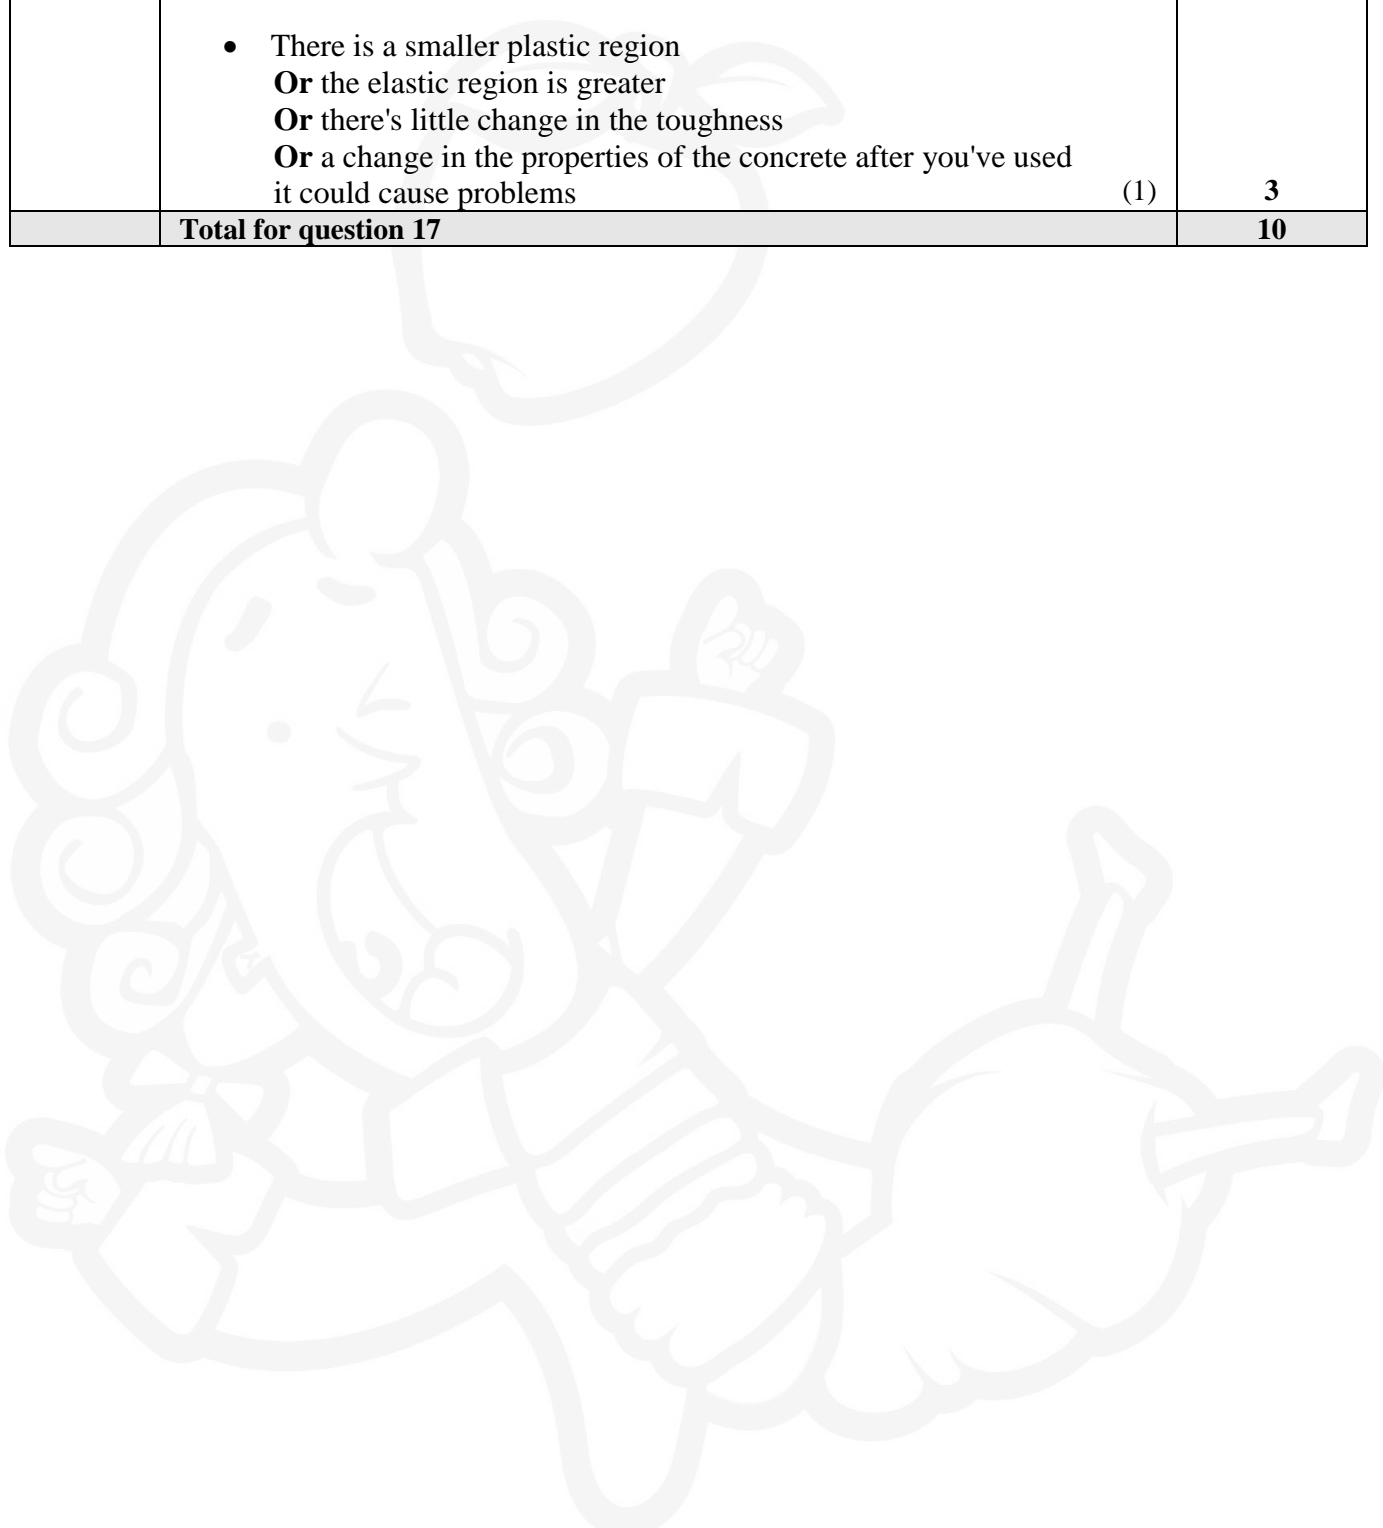 • There is a smaller plastic region
Or the elastic region is greater
Or there's little change in the toughness
Or a change in the properties of the concrete after you've used
it could cause problems (1) 3
Total for question 17 10